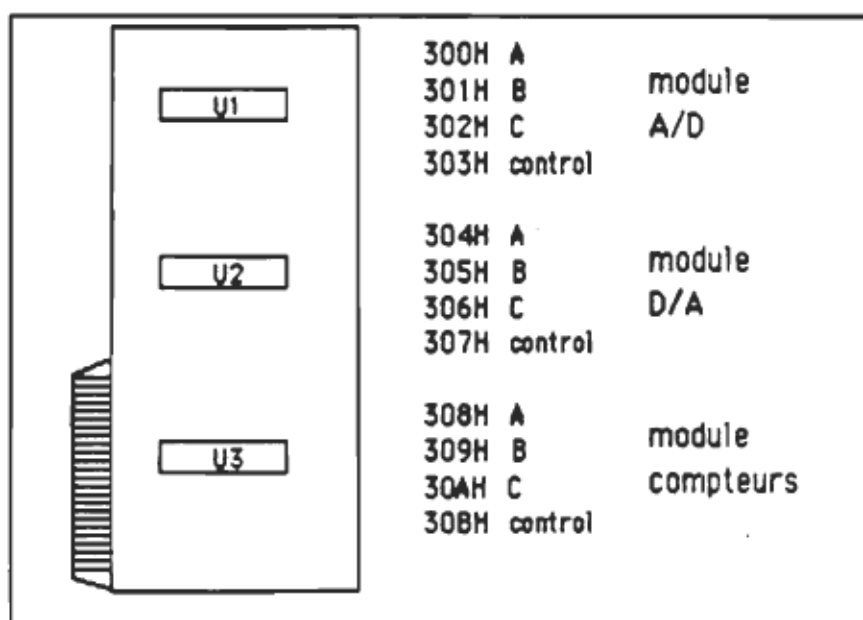 U1
300H A
301H B
302H C
303H control
module
A/D
U2
304H A
305H B
306H C
307H control
module
D/A
U3
308H A
309H B
30AH C
30BH control
module
compteurs